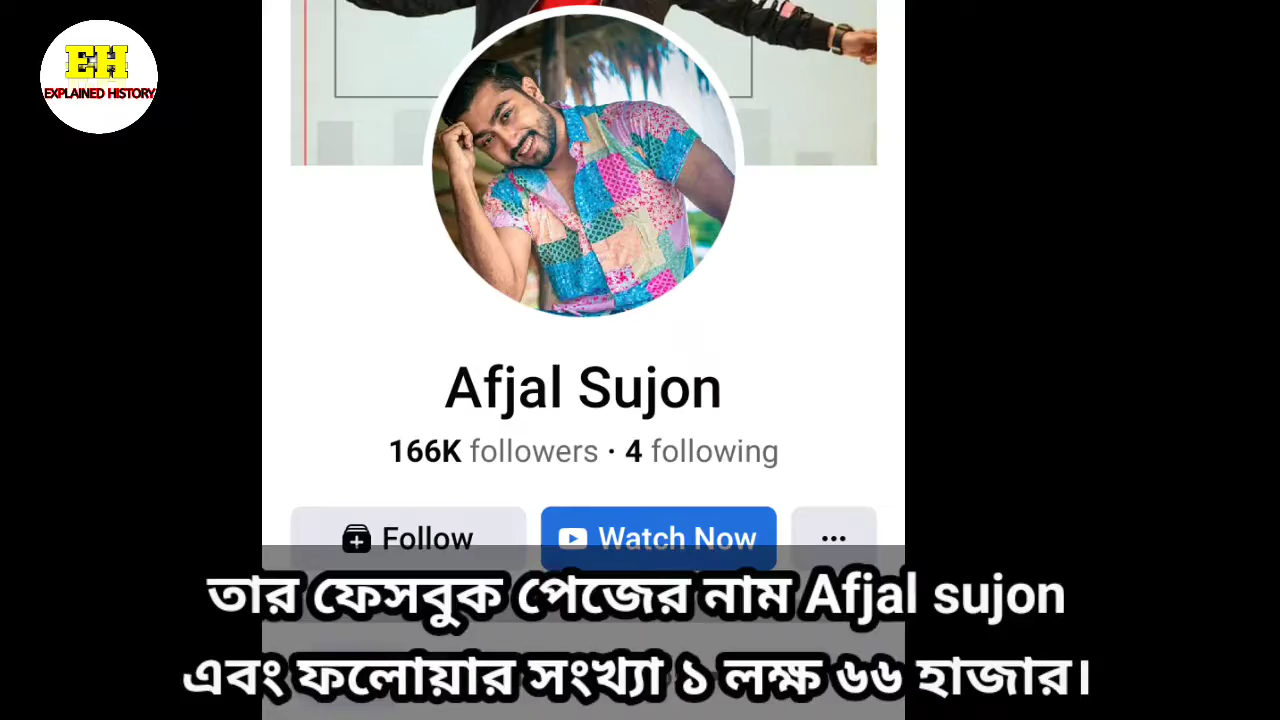 EH
EXPLAINED HISTORY
Afjal Sujon
166K followers · 4 following
Follow
Watch Now
তার ফেসবুক পেজের নাম Afjal sujon
এবং ফলোয়ার সংখ্যা ১ লক্ষ ৬৬ হাজার।